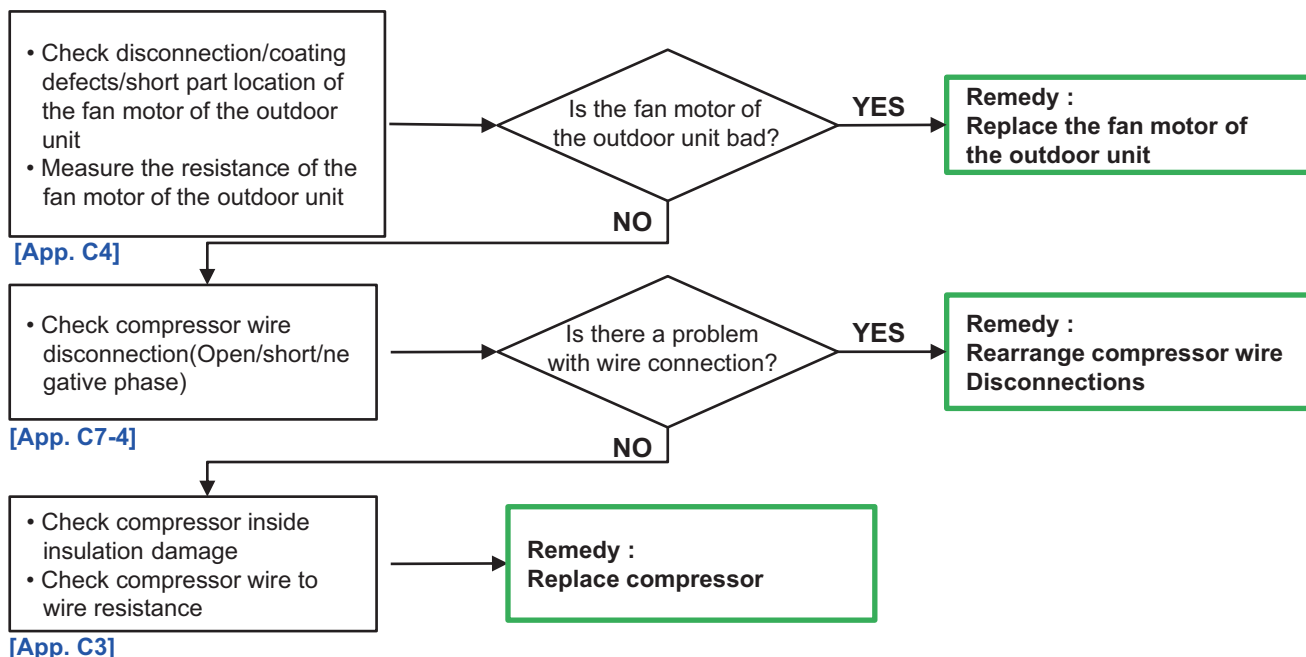 • Check disconnection/coating
defects/short part location of
the fan motor of the outdoor
unit
• Measure the resistance of the
fan motor of the outdoor unit
[App. C4]
Is the fan motor of
the outdoor unit bad?
YES
Remedy :
Replace the fan motor of
the outdoor unit
NO
• Check compressor wire
disconnection(Open/short/ne
gative phase)
[App. C7-4]
Is there a problem
with wire connection?
YES
Remedy :
Rearrange compressor wire
Disconnections
NO
• Check compressor inside
insulation damage
• Check compressor wire to
wire resistance
[App. C3]
Remedy :
Replace compressor